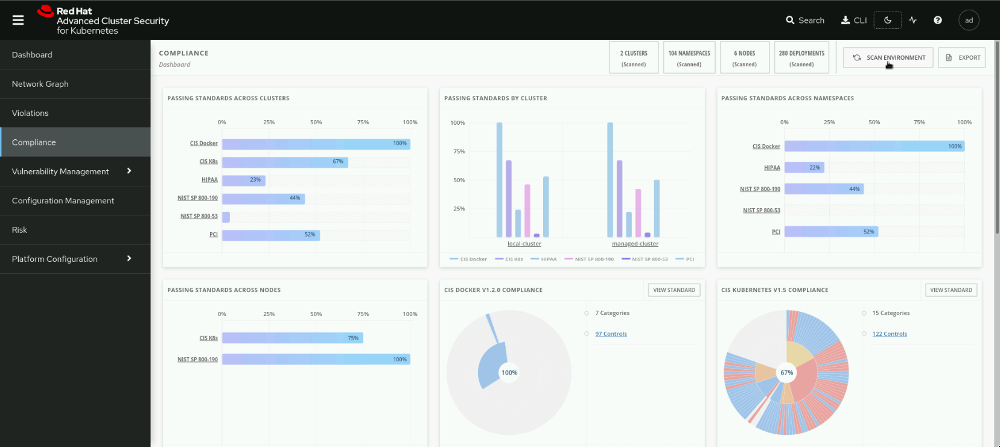 Red Hat
Advanced Cluster Security
for Kubernetes
Search
CLI
ad
Dashboard
Network Graph
Violations
Compliance
Vulnerability Management
Configuration Management
Risk
Platform Configuration
COMPLIANCE
Dashboard
2 CLUSTERS
(Scanned)
104 NAMESPACES
(Scanned)
6 NODES
(Scanned)
280 DEPLOYMENTS
(Scanned)
SCAN ENVIRONMENT
EXPORT
PASSING STANDARDS ACROSS CLUSTERS
0% 25% 50% 75% 100%
CIS Docker 100%
CIS K8s 67%
HIPAA 23%
NIST SP 800-190 44%
NIST SP 800-53
PCI 52%
PASSING STANDARDS BY CLUSTER
100%
75%
50%
25%
local-cluster managed-cluster
CIS Docker CIS K8s HIPAA NIST SP 800-190 NIST SP 800-53 PCI
PASSING STANDARDS ACROSS NAMESPACES
0% 25% 50% 75% 100%
CIS Docker 100%
HIPAA 22%
NIST SP 800-190 44%
NIST SP 800-53
PCI 52%
PASSING STANDARDS ACROSS NODES
0% 25% 50% 75% 100%
CIS K8s 75%
NIST SP 800-190 100%
CIS DOCKER V1.2.0 COMPLIANCE
VIEW STANDARD
100%
7 Categories
97 Controls
CIS KUBERNETES V1.5 COMPLIANCE
VIEW STANDARD
67%
15 Categories
122 Controls